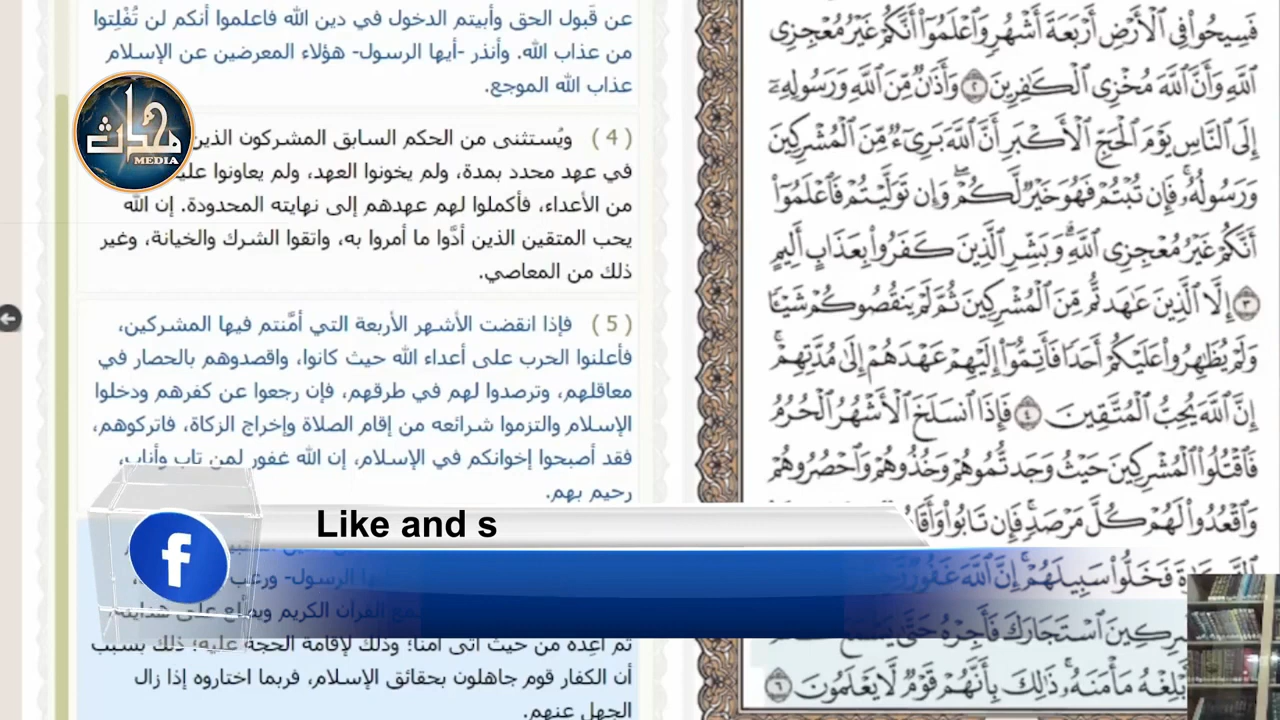 فَسِيحُوا۟ فِى ٱلْأَرْضِ أَرْبَعَةَ أَشْهُرٍ وَٱعْلَمُوٓا۟ أَنَّكُمْ غَيْرُ مُعْجِزِى
ٱللَّهِ وَأَنَّ ٱللَّهَ مُخْزِى ٱلْكَـٰفِرِينَ ٢ وَأَذَٰنٌ مِّنَ ٱللَّهِ وَرَسُولِهِۦٓ
إِلَى ٱلنَّاسِ يَوْمَ ٱلْحَجِّ ٱلْأَكْبَرِ أَنَّ ٱللَّهَ بَرِىٓءٌ مِّنَ ٱلْمُشْرِكِينَ
وَرَسُولُهُۥ فَإِن تُبْتُمْ فَهُوَ خَيْرٌ لَّكُمْ وَإِن تَوَلَّيْتُمْ فَٱعْلَمُوٓا۟
أَنَّكُمْ غَيْرُ مُعْجِزِى ٱللَّهِ وَبَشِّرِ ٱلَّذِينَ كَفَرُوا۟ بِعَذَابٍ أَلِيمٍ
٣ إِلَّا ٱلَّذِينَ عَـٰهَدتُّم مِّنَ ٱلْمُشْرِكِينَ ثُمَّ لَمْ يَنقُصُوكُمْ شَيْـًٔا
وَلَمْ يُظَـٰهِرُوا۟ عَلَيْكُمْ أَحَدًا فَأَتِمُّوٓا۟ إِلَيْهِمْ عَهْدَهُمْ إِلَىٰ مُدَّتِهِمْ
إِنَّ ٱللَّهَ يُحِبُّ ٱلْمُتَّقِينَ ٤ فَإِذَا ٱنسَلَخَ ٱلْأَشْهُرُ ٱلْحُرُمُ
فَٱقْتُلُوا۟ ٱلْمُشْرِكِينَ حَيْثُ وَجَدتُّمُوهُمْ وَخُذُوهُمْ وَٱحْصُرُوهُمْ
وَٱقْعُدُوا۟ لَهُمْ كُلَّ مَرْصَدٍ فَإِن تَابُوا۟
فَخَلُّوا۟ سَبِيلَهُمْ إِنَّ ٱللَّهَ غَفُورٌ
ٱسْتَجَارَكَ فَأَجِرْهُ حَتَّىٰ
أَبْلِغْهُ مَأْمَنَهُۥ ذَٰلِكَ بِأَنَّهُمْ قَوْمٌ لَّا يَعْلَمُونَ ٦
عن قَبول الحق وأبيتم الدخول في دين الله فاعلموا أنكم لن تُفْلِتوا
من عذاب الله. وأنذر -أيها الرسول- هؤلاء المعرضين عن الإسلام
عذاب الله الموجع.
( 4 ) ويُستثنى من الحكم السابق المشركون الذين
في عهد محدد بمدة، ولم يخونوا العهد، ولم يعاونوا
من الأعداء، فأكملوا لهم عهدهم إلى نهايته المحدودة. إن الله
يحب المتقين الذين أدَّوا ما أمروا به، واتقوا الشرك والخيانة، وغير
ذلك من المعاصي.
( 5 ) فإذا انقضت الأشهر الأربعة التي أمَّنتم فيها المشركين،
فأعلنوا الحرب على أعداء الله حيث كانوا، واقصدوهم بالحصار في
معاقلهم، وترصدوا لهم في طرقهم، فإن رجعوا عن كفرهم ودخلوا
الإسلام والتزموا شرائعه من إقام الصلاة وإخراج الزكاة، فاتركوهم،
فقد أصبحوا إخوانكم في الإسلام، إن الله غفور لمن تاب وأناب،
رحيم بهم.
الرسول- ورغب
القرآن الكريم ويطَّلع على هدايته
ثم أعِده من حيث أتى آمنًا؛ وذلك لإقامة الحجة عليه؛ ذلك بسبب
أن الكفار قوم جاهلون بحقائق الإسلام، فربما اختاروه إذا زال
الجهل عنهم.
MEDIA
Like and s
f